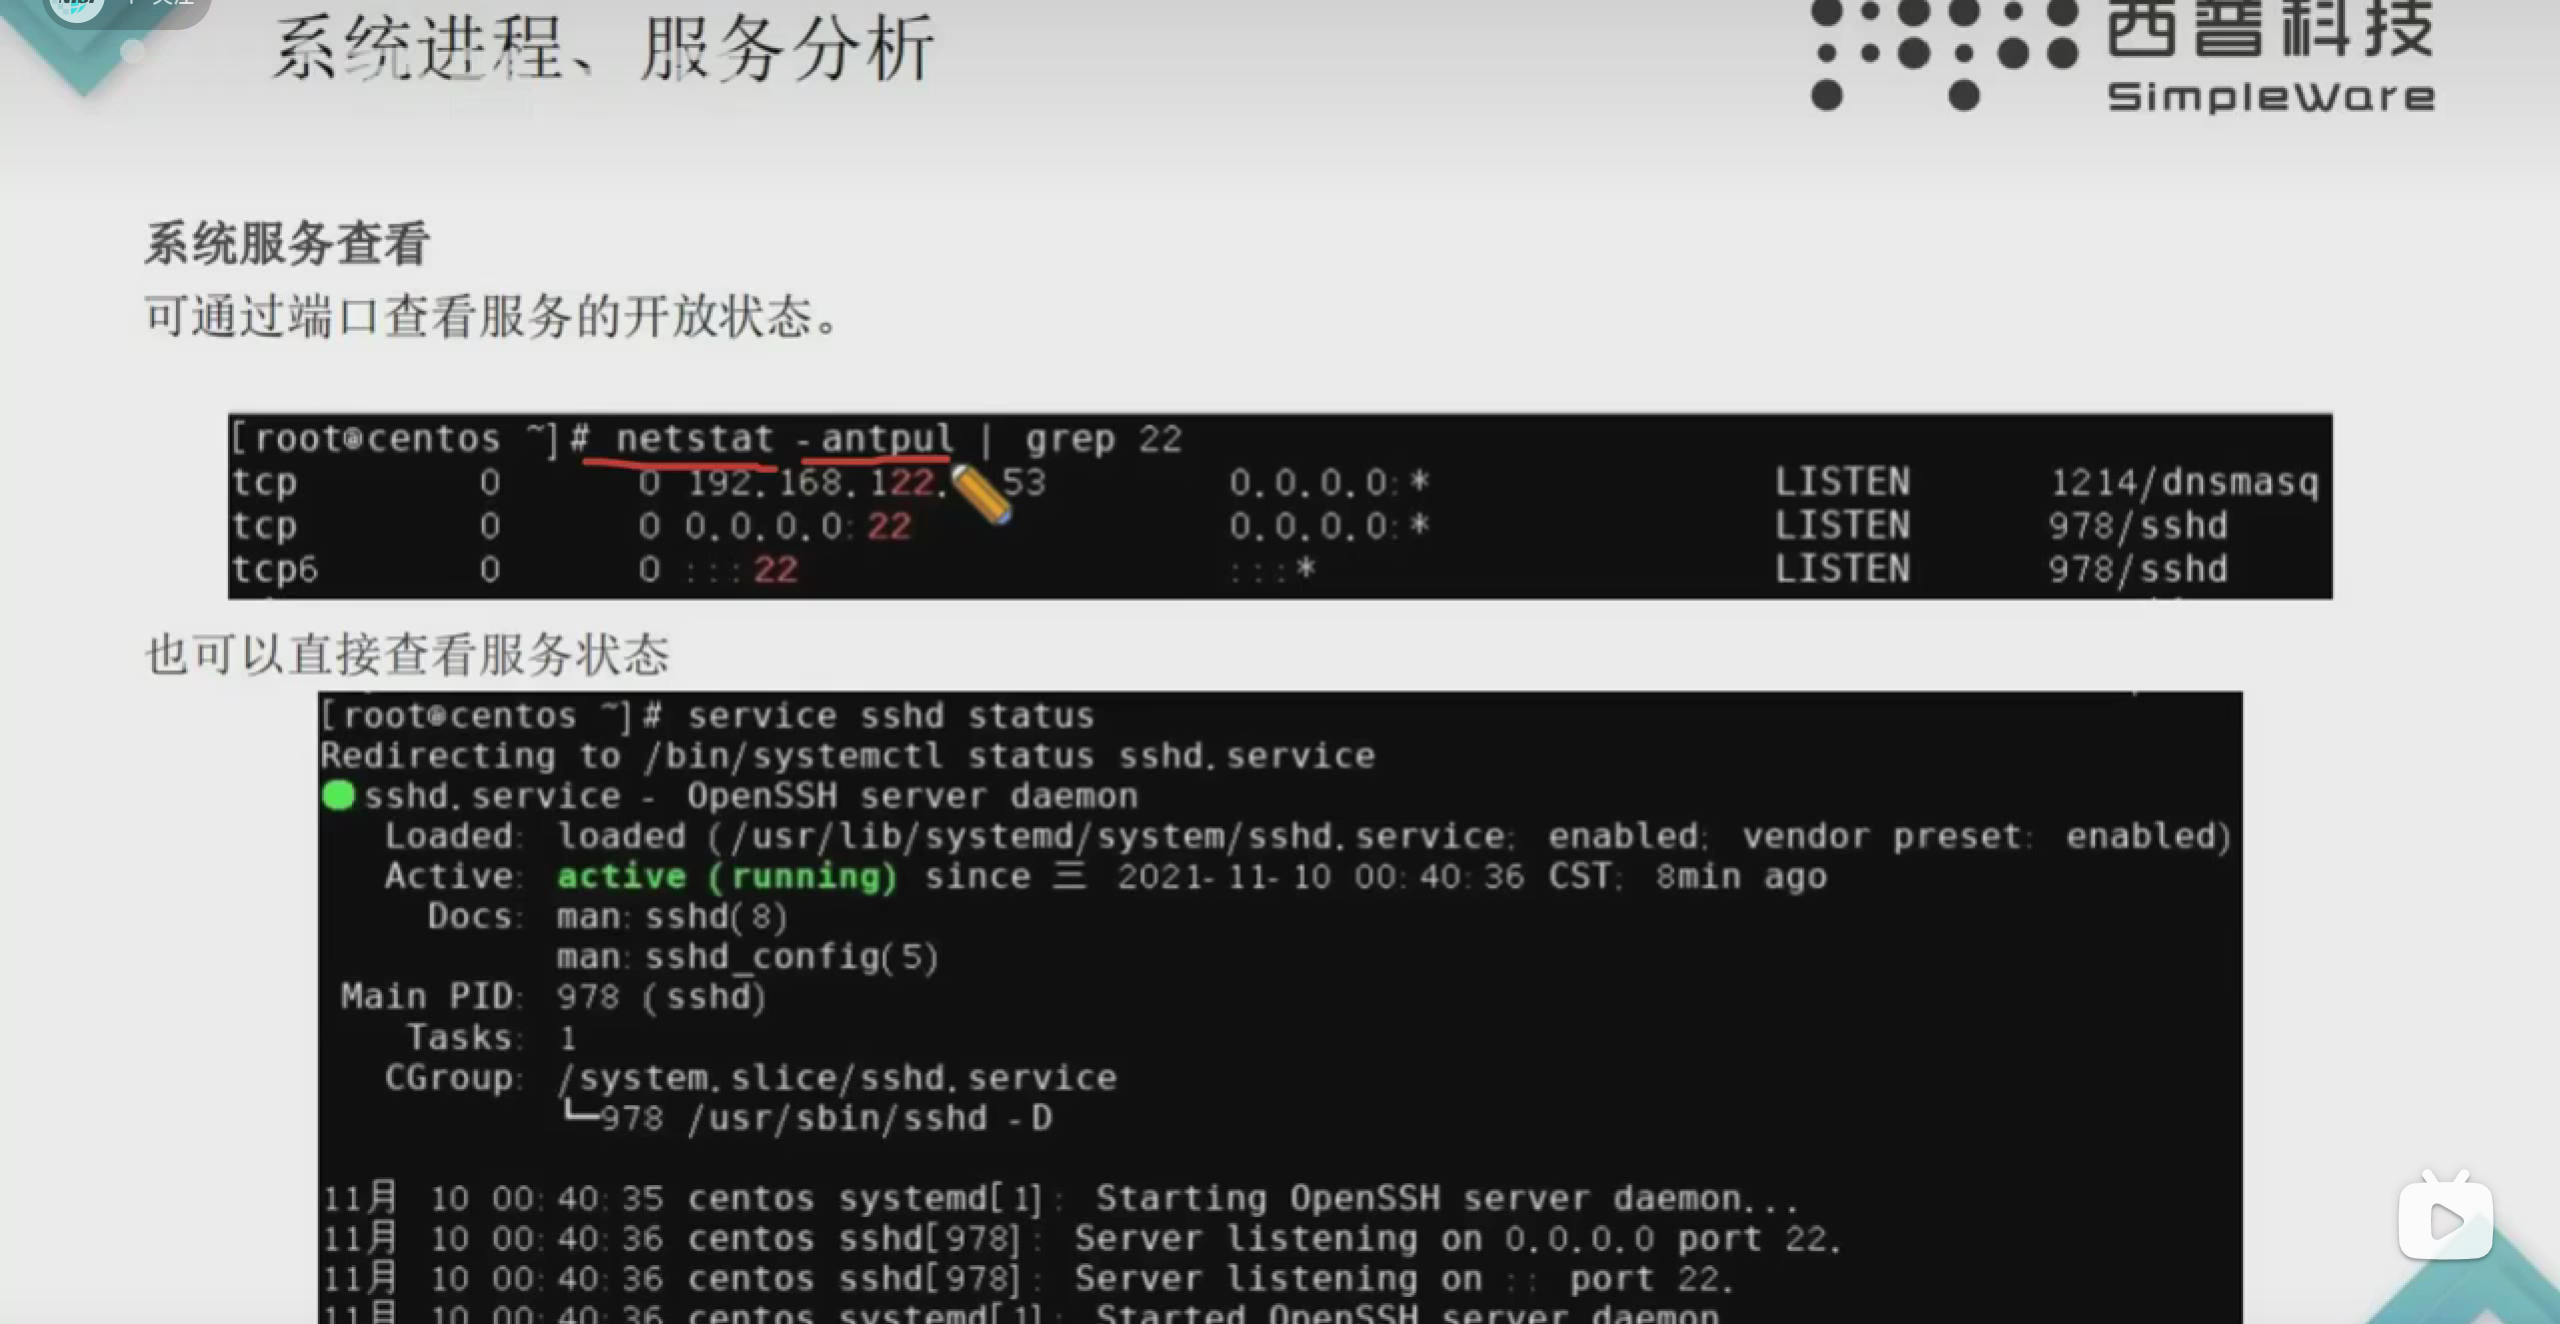 系统进程、服务分析
西普科技
SimpleWare
系统服务查看
可通过端口查看服务的开放状态。
[root@centos ~]# netstat -antpul | grep 22
tcp 0 0 192.168.122. 53 0.0.0.0:* LISTEN 1214/dnsmasq
tcp 0 0 0.0.0.0:22 0.0.0.0:* LISTEN 978/sshd
tcp6 0 0 :::22 :::* LISTEN 978/sshd
也可以直接查看服务状态
[root@centos ~]# service sshd status
Redirecting to /bin/systemctl status sshd.service
sshd.service - OpenSSH server daemon
Loaded: loaded (/usr/lib/systemd/system/sshd.service; enabled; vendor preset: enabled)
Active: active (running) since 三 2021-11-10 00:40:36 CST; 8min ago
Docs: man:sshd(8)
man:sshd_config(5)
Main PID: 978 (sshd)
Tasks: 1
CGroup: /system.slice/sshd.service
└─978 /usr/sbin/sshd -D
11月 10 00:40:35 centos systemd[1]: Starting OpenSSH server daemon...
11月 10 00:40:36 centos sshd[978]: Server listening on 0.0.0.0 port 22.
11月 10 00:40:36 centos sshd[978]: Server listening on :: port 22.
11月 10 00:40:36 centos systemd[1]: Started OpenSSH server daemon